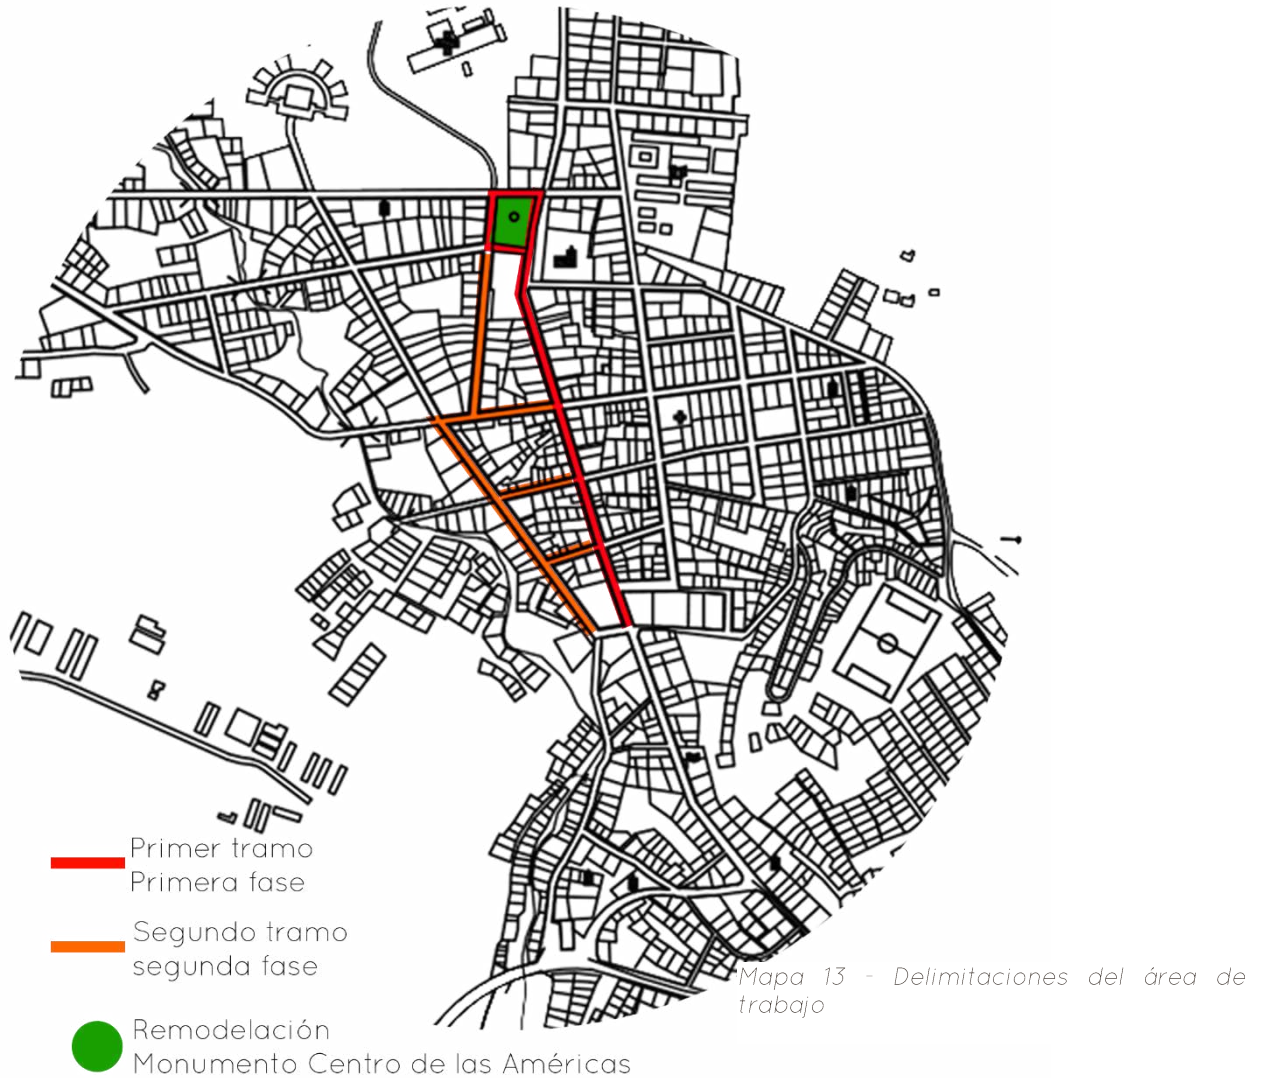 Primer tramo
Primera fase
Segundo tramo
segunda fase
Remodelación
Monumento Centro de las Américas
Mapa 13 - Delimitaciones del área de
trabajo